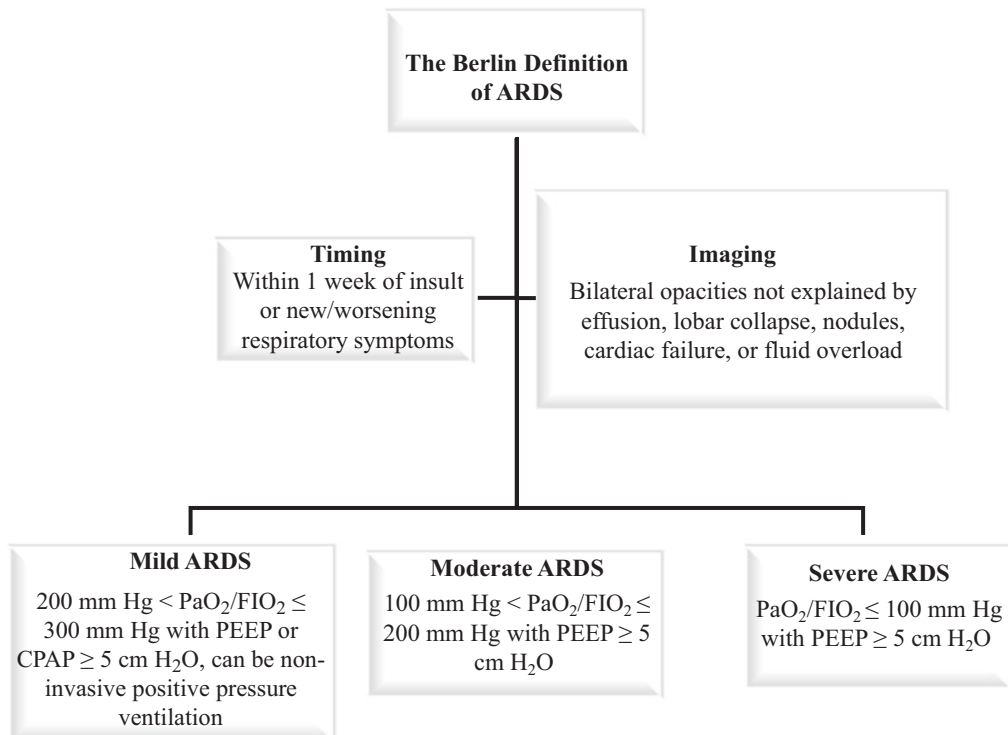 The Berlin Definition
of ARDS
Timing
Within 1 week of insult
or new/worsening
respiratory symptoms
Imaging
Bilateral opacities not explained by
effusion, lobar collapse, nodules,
cardiac failure, or fluid overload
Mild ARDS
200 mm Hg < PaO₂/FIO₂ ≤
300 mm Hg with PEEP or
CPAP ≥ 5 cm H₂O, can be non-
invasive positive pressure
ventilation
Moderate ARDS
100 mm Hg < PaO₂/FIO₂ ≤
200 mm Hg with PEEP ≥ 5
cm H₂O
Severe ARDS
PaO₂/FIO₂ ≤ 100 mm Hg
with PEEP ≥ 5 cm H₂O